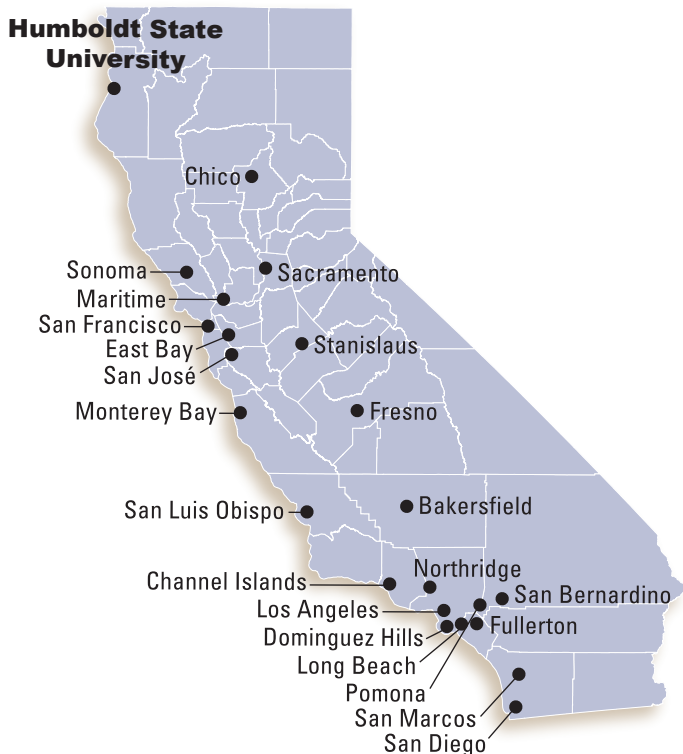 Humboldt State
University
Chico
Sonoma
Sacramento
Maritime
San Francisco
East Bay
Stanislaus
San José
Monterey Bay
Fresno
San Luis Obispo
Bakersfield
Northridge
Channel Islands
San Bernardino
Los Angeles
Dominguez Hills
Fullerton
Long Beach
Pomona
San Marcos
San Diego